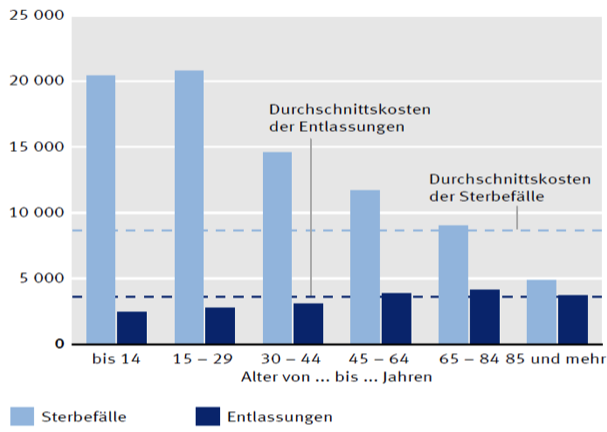 25 000
20 000
15 000
10 000
5 000
0
Durchschnittskosten
der Entlassungen
Durchschnittskosten
der Sterbefälle
bis 14 15 – 29 30 – 44 45 – 64 65 – 84 85 und mehr
Alter von ... bis ... Jahren
Sterbefälle Entlassungen